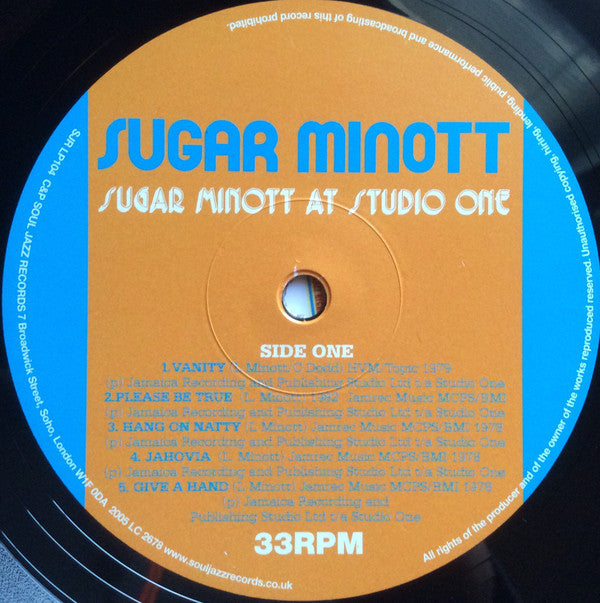 SUGAR MINOTT
SUGAR MINOTT AT STUDIO ONE
SIDE ONE
1.VANITY (L Minott C Dodd) HVM/Topic 1979
(p) Jamaica Recording and Publishing Studio Ltd t/a Studio One
2.PLEASE BE TRUE (L Minott) Jamrec Music MCPS/BMI
(p) Jamaica Recording and Publishing Studio Ltd t/a Studio One
3. HANG ON NATTY (L Minott) Jamrec Music MCPS/BMI 1978
(p) Jamaica Recording and Publishing Studio Ltd t/a Studio One
4. JAHOVIA (L Minott) Jamrec Music MCPS/BMI 1978
(p) Jamaica Recording and Publishing Studio Ltd t/a Studio One
5. GIVE A HAND (L Minott) Jamrec Music MCPS/BMI 1978
(p) Jamaica Recording and
Publishing Studio Ltd t/a Studio One
33RPM
SJR LP104 C&P SOUL JAZZ RECORDS 7 Broadwick Street, Soho, London W1F 0DA 2005 LC 2678 www.souljazzrecords.co.uk
All rights of the producer and of the owner of the works reproduced reserved. Unauthorised copying hiring, lending, public performance and broadcasting of this record prohibited.